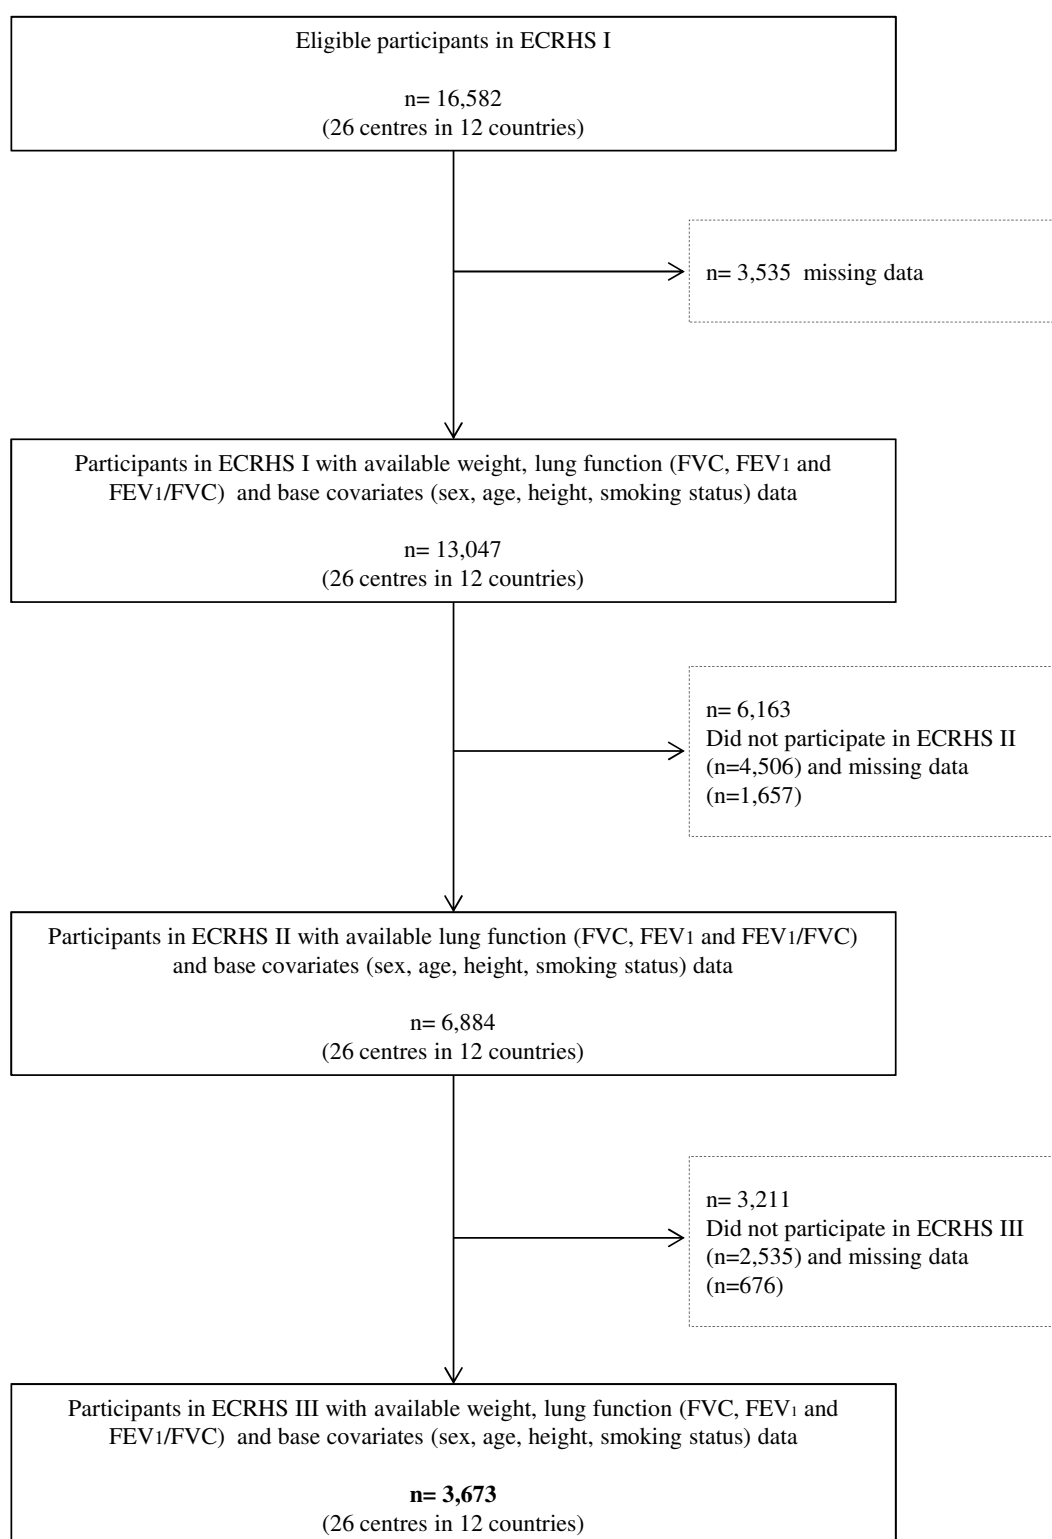 Eligible participants in ECRHS I
n= 16,582
(26 centres in 12 countries)
n= 3,535  missing data
Participants in ECRHS I with available weight, lung function (FVC, FEV1 and
FEV1/FVC)  and base covariates (sex, age, height, smoking status) data
n= 13,047
(26 centres in 12 countries)
n= 6,163
Did not participate in ECRHS II
(n=4,506) and missing data
(n=1,657)
Participants in ECRHS II with available lung function (FVC, FEV1 and FEV1/FVC)
and base covariates (sex, age, height, smoking status) data
n= 6,884
(26 centres in 12 countries)
n= 3,211
Did not participate in ECRHS III
(n=2,535) and missing data
(n=676)
Participants in ECRHS III with available weight, lung function (FVC, FEV1 and
FEV1/FVC)  and base covariates (sex, age, height, smoking status) data
n= 3,673
(26 centres in 12 countries)